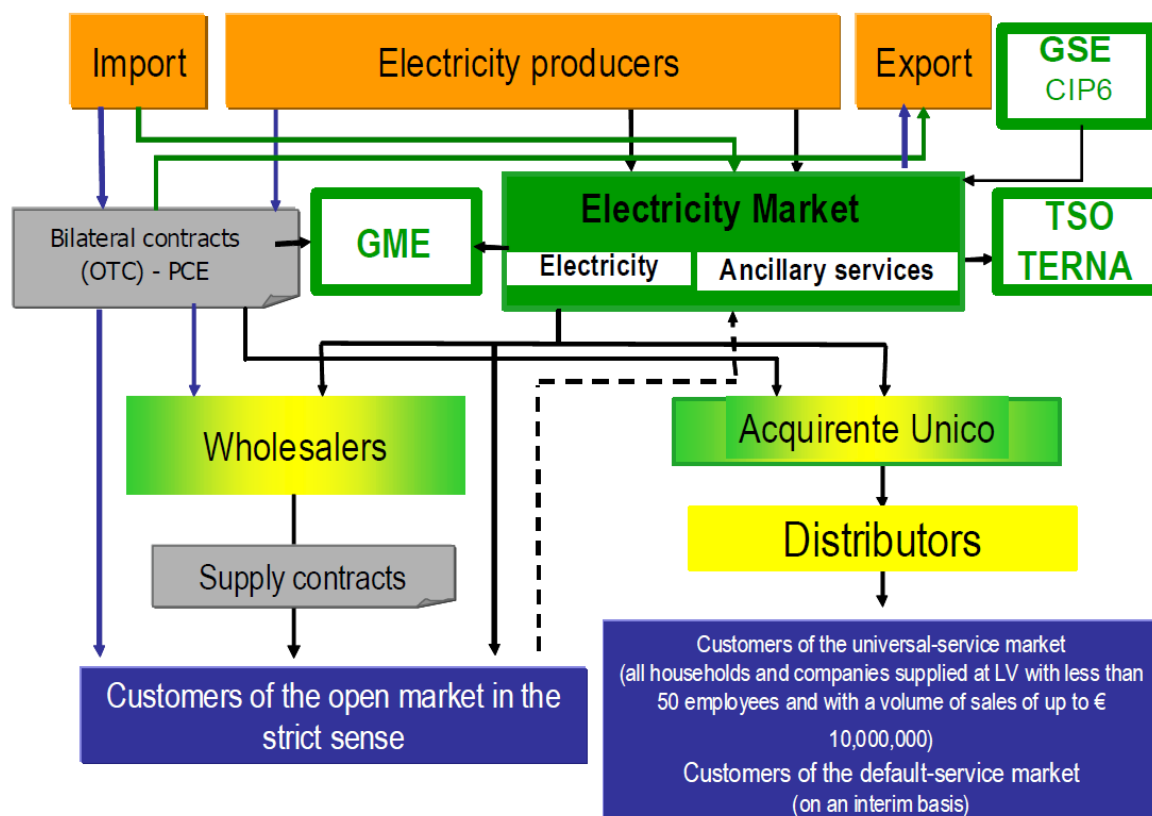 Import
Electricity producers
Export
GSE
CIP6
Bilateral contracts
(OTC) - PCE
GME
Electricity Market
Electricity
Ancillary services
TSO
TERNA
Wholesalers
Acquirente Unico
Supply contracts
Distributors
Customers of the open market in the
strict sense
Customers of the universal-service market
(all households and companies supplied at LV with less than
50 employees and with a volume of sales of up to €
10,000,000)
Customers of the default-service market
(on an interim basis)